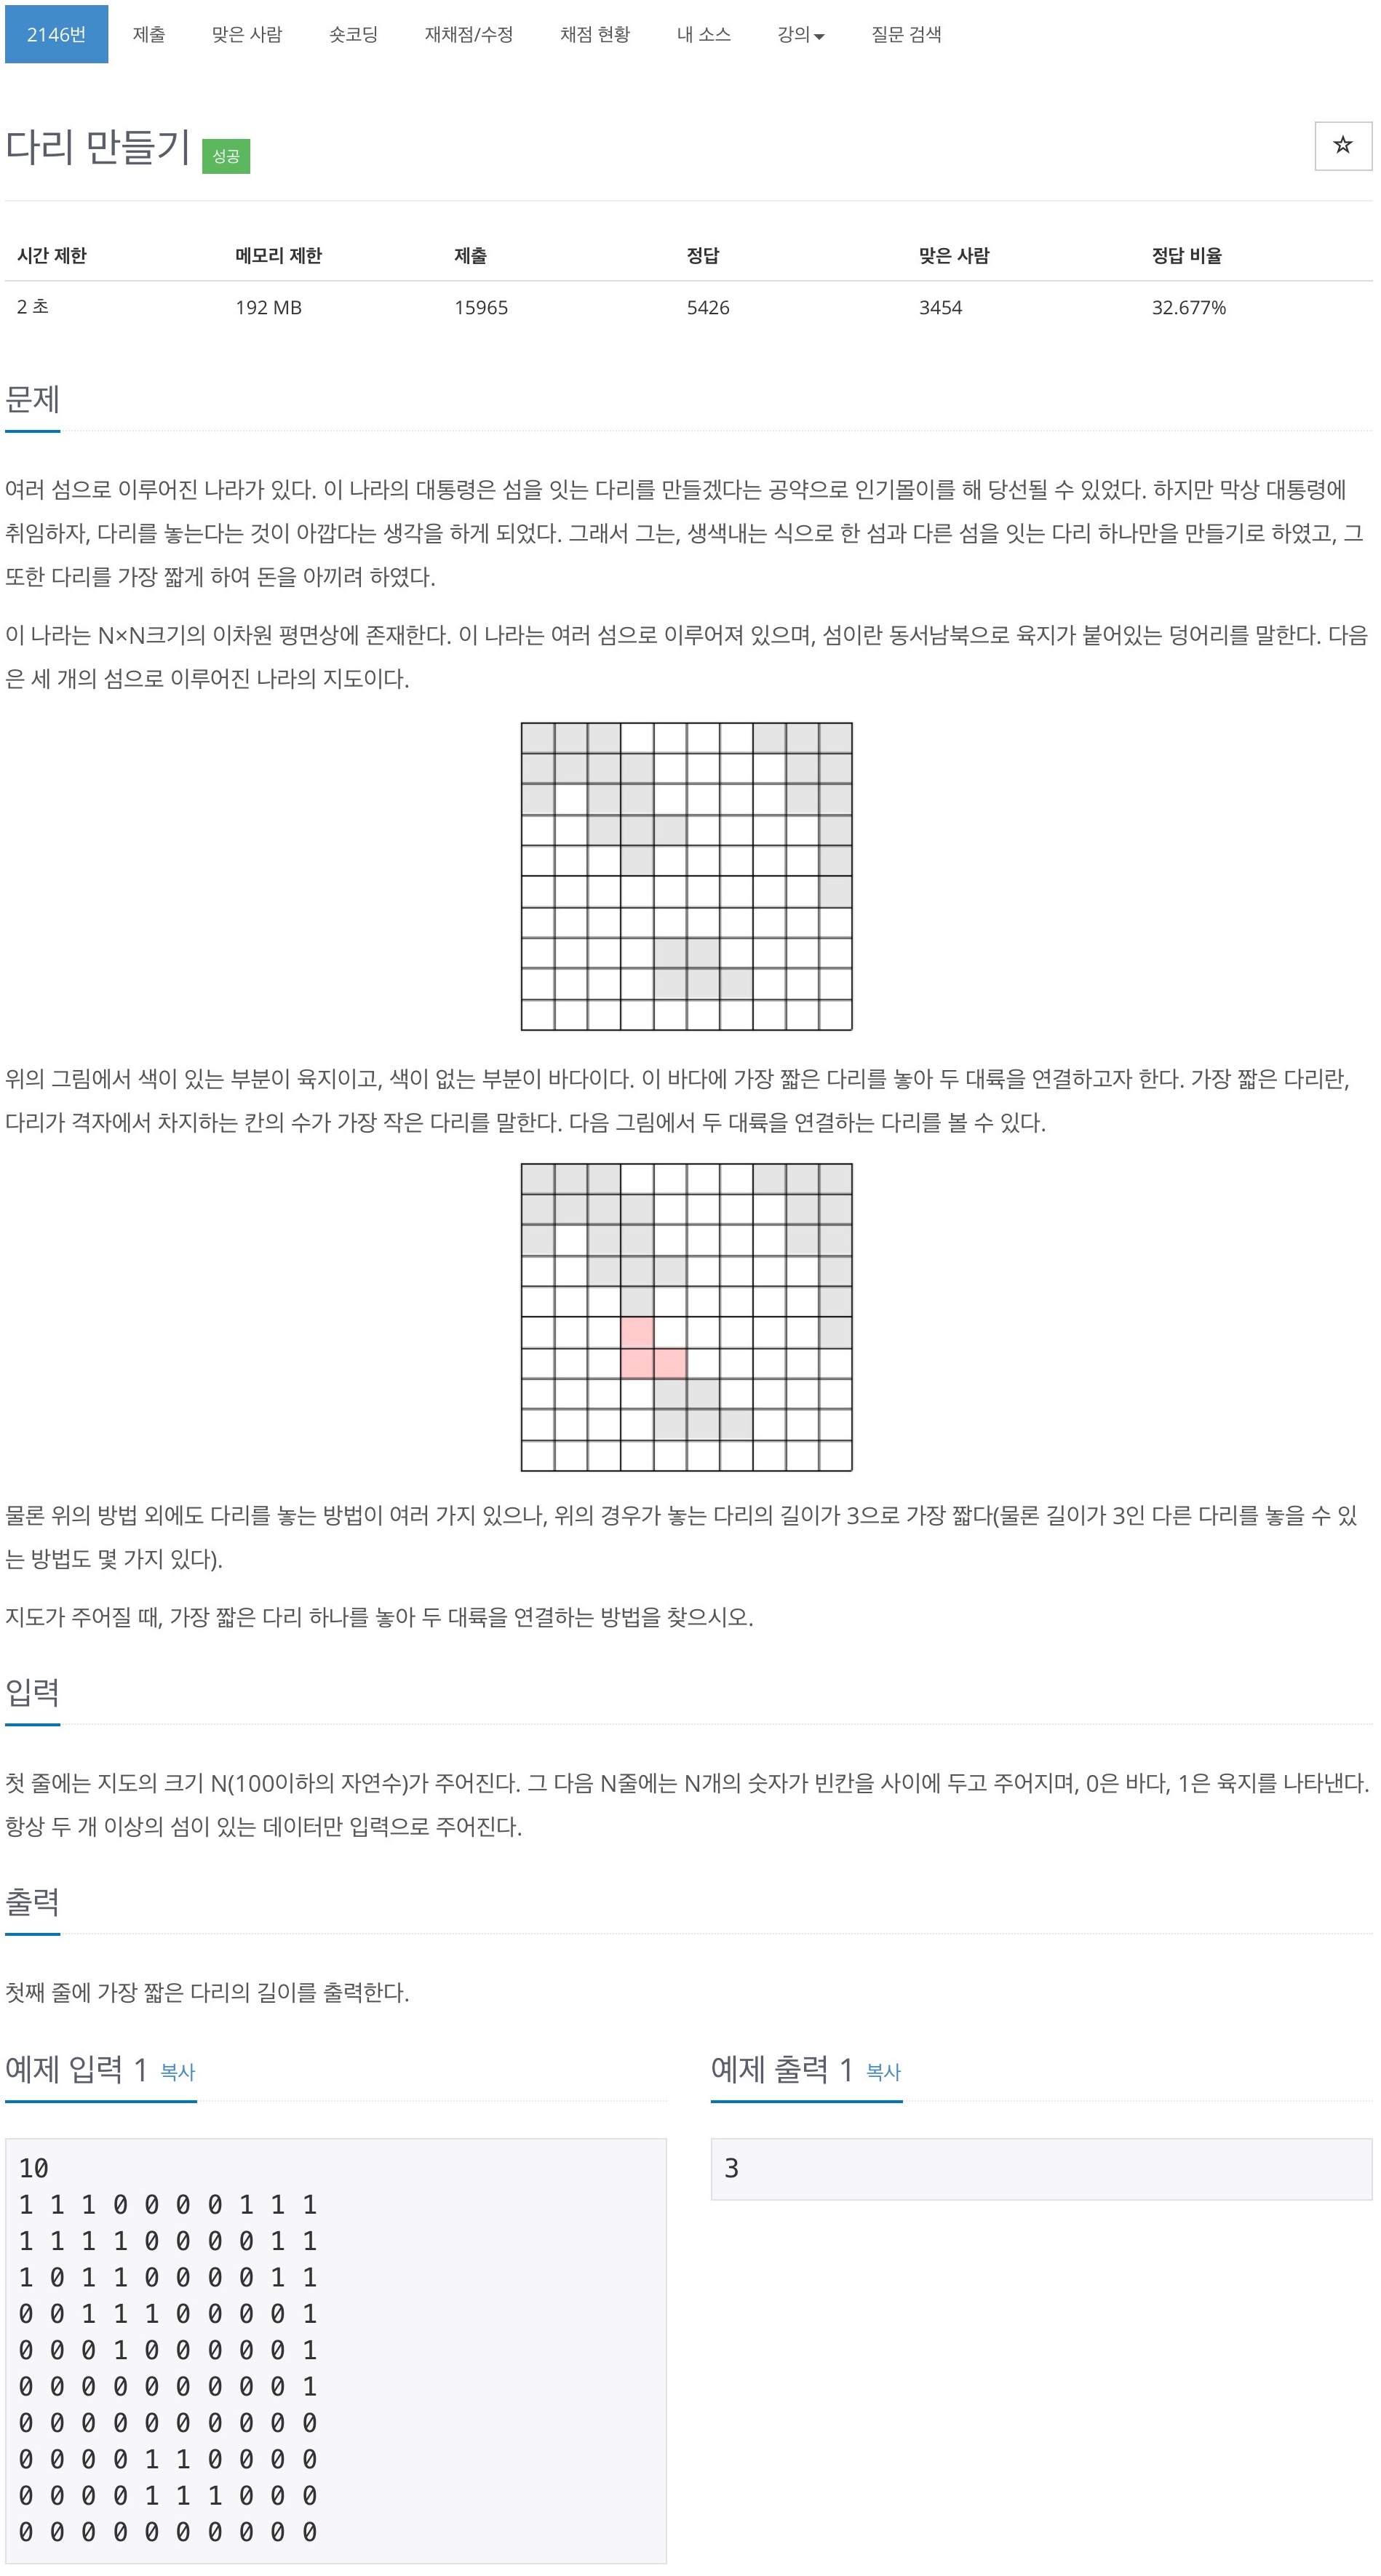 2146번 제출 맞은 사람 숏코딩 재채점/수정 채점 현황 내 소스 강의 질문 검색
다리 만들기 성공
시간 제한 메모리 제한 제출 정답 맞은 사람 정답 비율
2 초 192 MB 15965 5426 3454 32.677%
문제
여러 섬으로 이루어진 나라가 있다. 이 나라의 대통령은 섬을 잇는 다리를 만들겠다는 공약으로 인기몰이를 해 당선될 수 있었다. 하지만 막상 대통령에
취임하자, 다리를 놓는다는 것이 아깝다는 생각을 하게 되었다. 그래서 그는, 생색내는 식으로 한 섬과 다른 섬을 잇는 다리 하나만을 만들기로 하였고, 그
또한 다리를 가장 짧게 하여 돈을 아끼려 하였다.
이 나라는 N×N크기의 이차원 평면상에 존재한다. 이 나라는 여러 섬으로 이루어져 있으며, 섬이란 동서남북으로 육지가 붙어있는 덩어리를 말한다. 다음
은 세 개의 섬으로 이루어진 나라의 지도이다.
위의 그림에서 색이 있는 부분이 육지이고, 색이 없는 부분이 바다이다. 이 바다에 가장 짧은 다리를 놓아 두 대륙을 연결하고자 한다. 가장 짧은 다리란,
다리가 격자에서 차지하는 칸의 수가 가장 작은 다리를 말한다. 다음 그림에서 두 대륙을 연결하는 다리를 볼 수 있다.
물론 위의 방법 외에도 다리를 놓는 방법이 여러 가지 있으나, 위의 경우가 놓는 다리의 길이가 3으로 가장 짧다(물론 길이가 3인 다른 다리를 놓을 수 있
는 방법도 몇 가지 있다).
지도가 주어질 때, 가장 짧은 다리 하나를 놓아 두 대륙을 연결하는 방법을 찾으시오.
입력
첫 줄에는 지도의 크기 N(100이하의 자연수)가 주어진다. 그 다음 N줄에는 N개의 숫자가 빈칸을 사이에 두고 주어지며, 0은 바다, 1은 육지를 나타낸다.
항상 두 개 이상의 섬이 있는 데이터만 입력으로 주어진다.
출력
첫째 줄에 가장 짧은 다리의 길이를 출력한다.
예제 입력 1 복사
10
1 1 1 0 0 0 0 1 1 1
1 1 1 1 0 0 0 0 1 1
1 0 1 1 0 0 0 0 1 1
0 0 1 1 1 0 0 0 0 1
0 0 0 1 0 0 0 0 0 1
0 0 0 0 0 0 0 0 0 1
0 0 0 0 0 0 0 0 0 0
0 0 0 0 1 1 0 0 0 0
0 0 0 0 1 1 1 0 0 0
0 0 0 0 0 0 0 0 0 0
예제 출력 1 복사
3